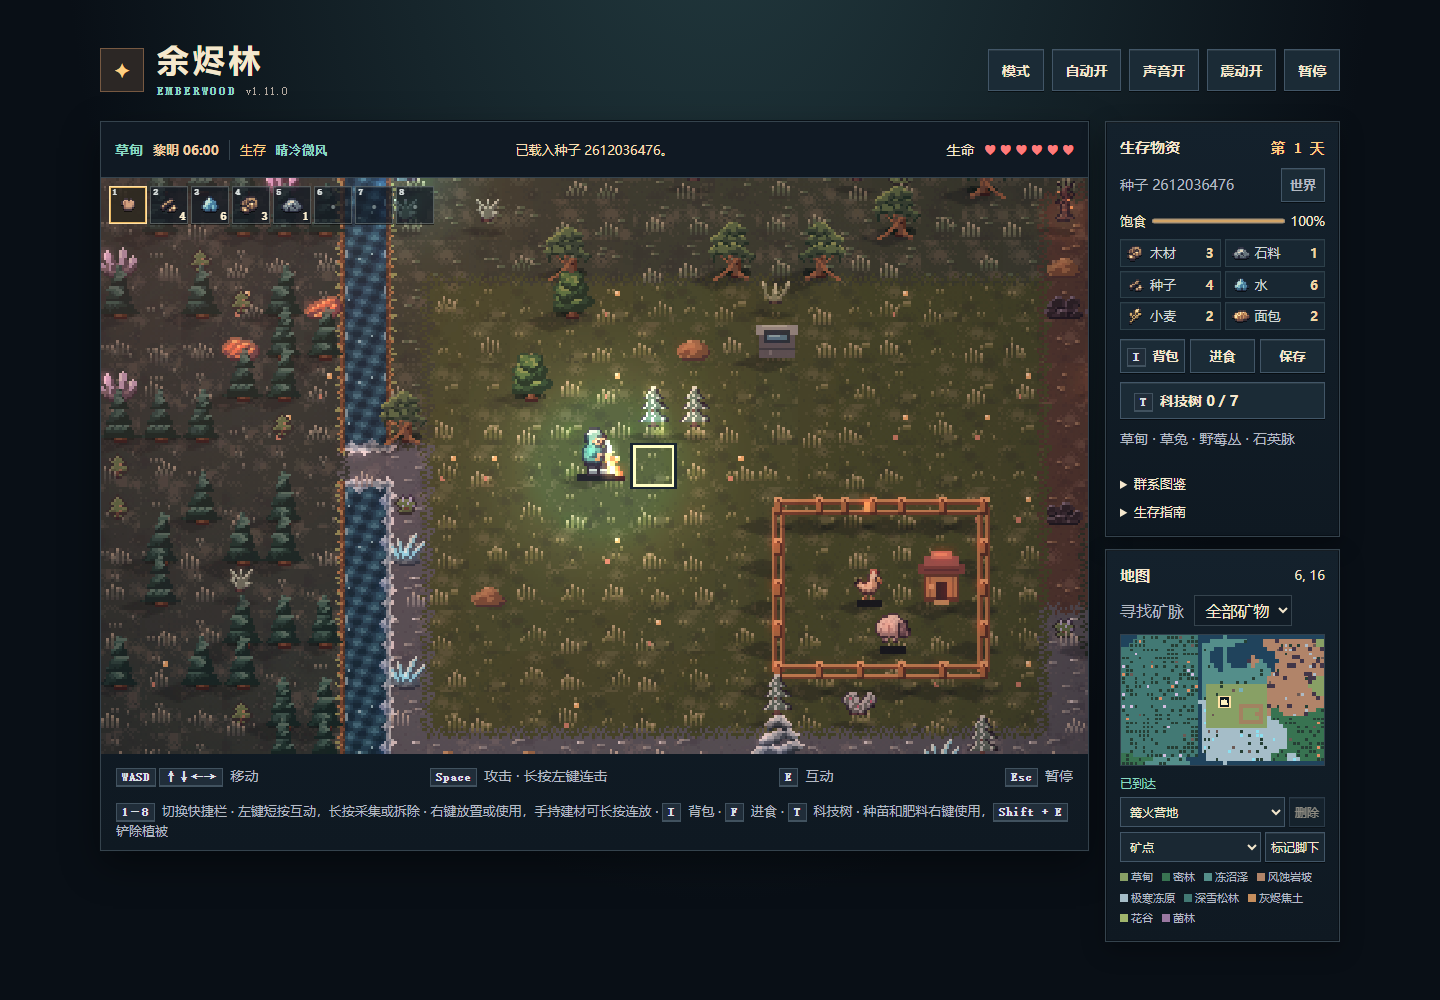 余烬林
EMBERWOOD v1.11.0
模式 自动开 声音开 震动开 暂停
草甸 黎明 06:00 生存 晴冷微风
已载入种子 2612036476。
生命
1 2 3 4 5 6 7 8
4 6 3 1
生存物资 第 1 天
种子 2612036476 世界
饱食 100%
木材 3 石料 1
种子 4 水 6
小麦 2 面包 2
I 背包 进食 保存
T 科技树 0 / 7
草甸 · 草兔 · 野莓丛 · 石英脉
群系图鉴
生存指南
地图 6, 16
寻找矿脉 全部矿物
已到达
篝火营地 删除
矿点 标记脚下
草甸 密林 冻沼泽 风蚀岩坡
极寒冻原 深雪松林 灰烬焦土
花谷 菌林
WASD ↑↓←→ 移动 Space 攻击 · 长按左键连击 E 互动 Esc 暂停
1–8 切换快捷栏 · 左键短按互动，长按采集或拆除 · 右键放置或使用，手持建材可长按连放 · I 背包 · F 进食 · T 科技树 · 种苗和肥料右键使用，Shift + E
铲除植被